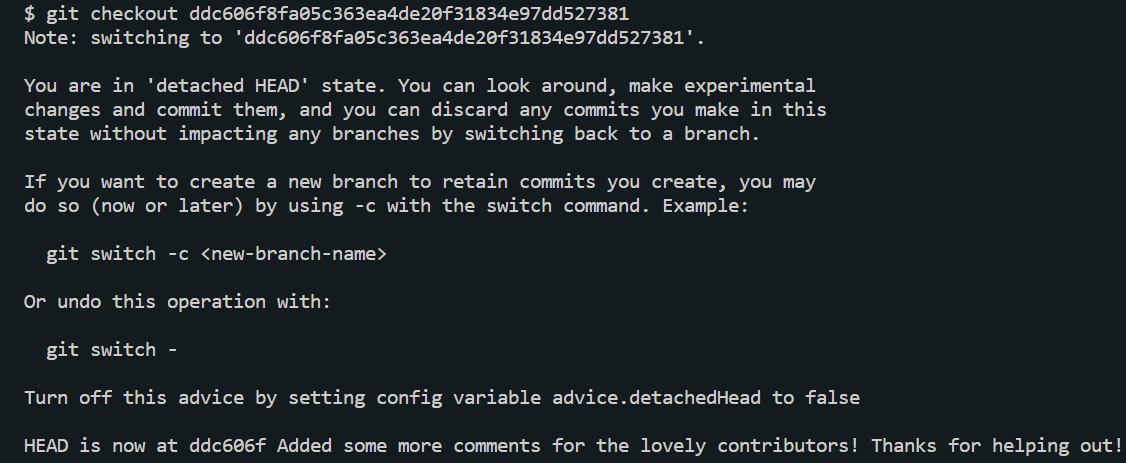 $ git checkout ddc606f8fa05c363ea4de20f31834e97dd527381
Note: switching to 'ddc606f8fa05c363ea4de20f31834e97dd527381'.
You are in 'detached HEAD' state. You can look around, make experimental
changes and commit them, and you can discard any commits you make in this
state without impacting any branches by switching back to a branch.
If you want to create a new branch to retain commits you create, you may
do so (now or later) by using -c with the switch command. Example:
git switch -c <new-branch-name>
Or undo this operation with:
git switch -
Turn off this advice by setting config variable advice.detachedHead to false
HEAD is now at ddc606f Added some more comments for the lovely contributors! Thanks for helping out!